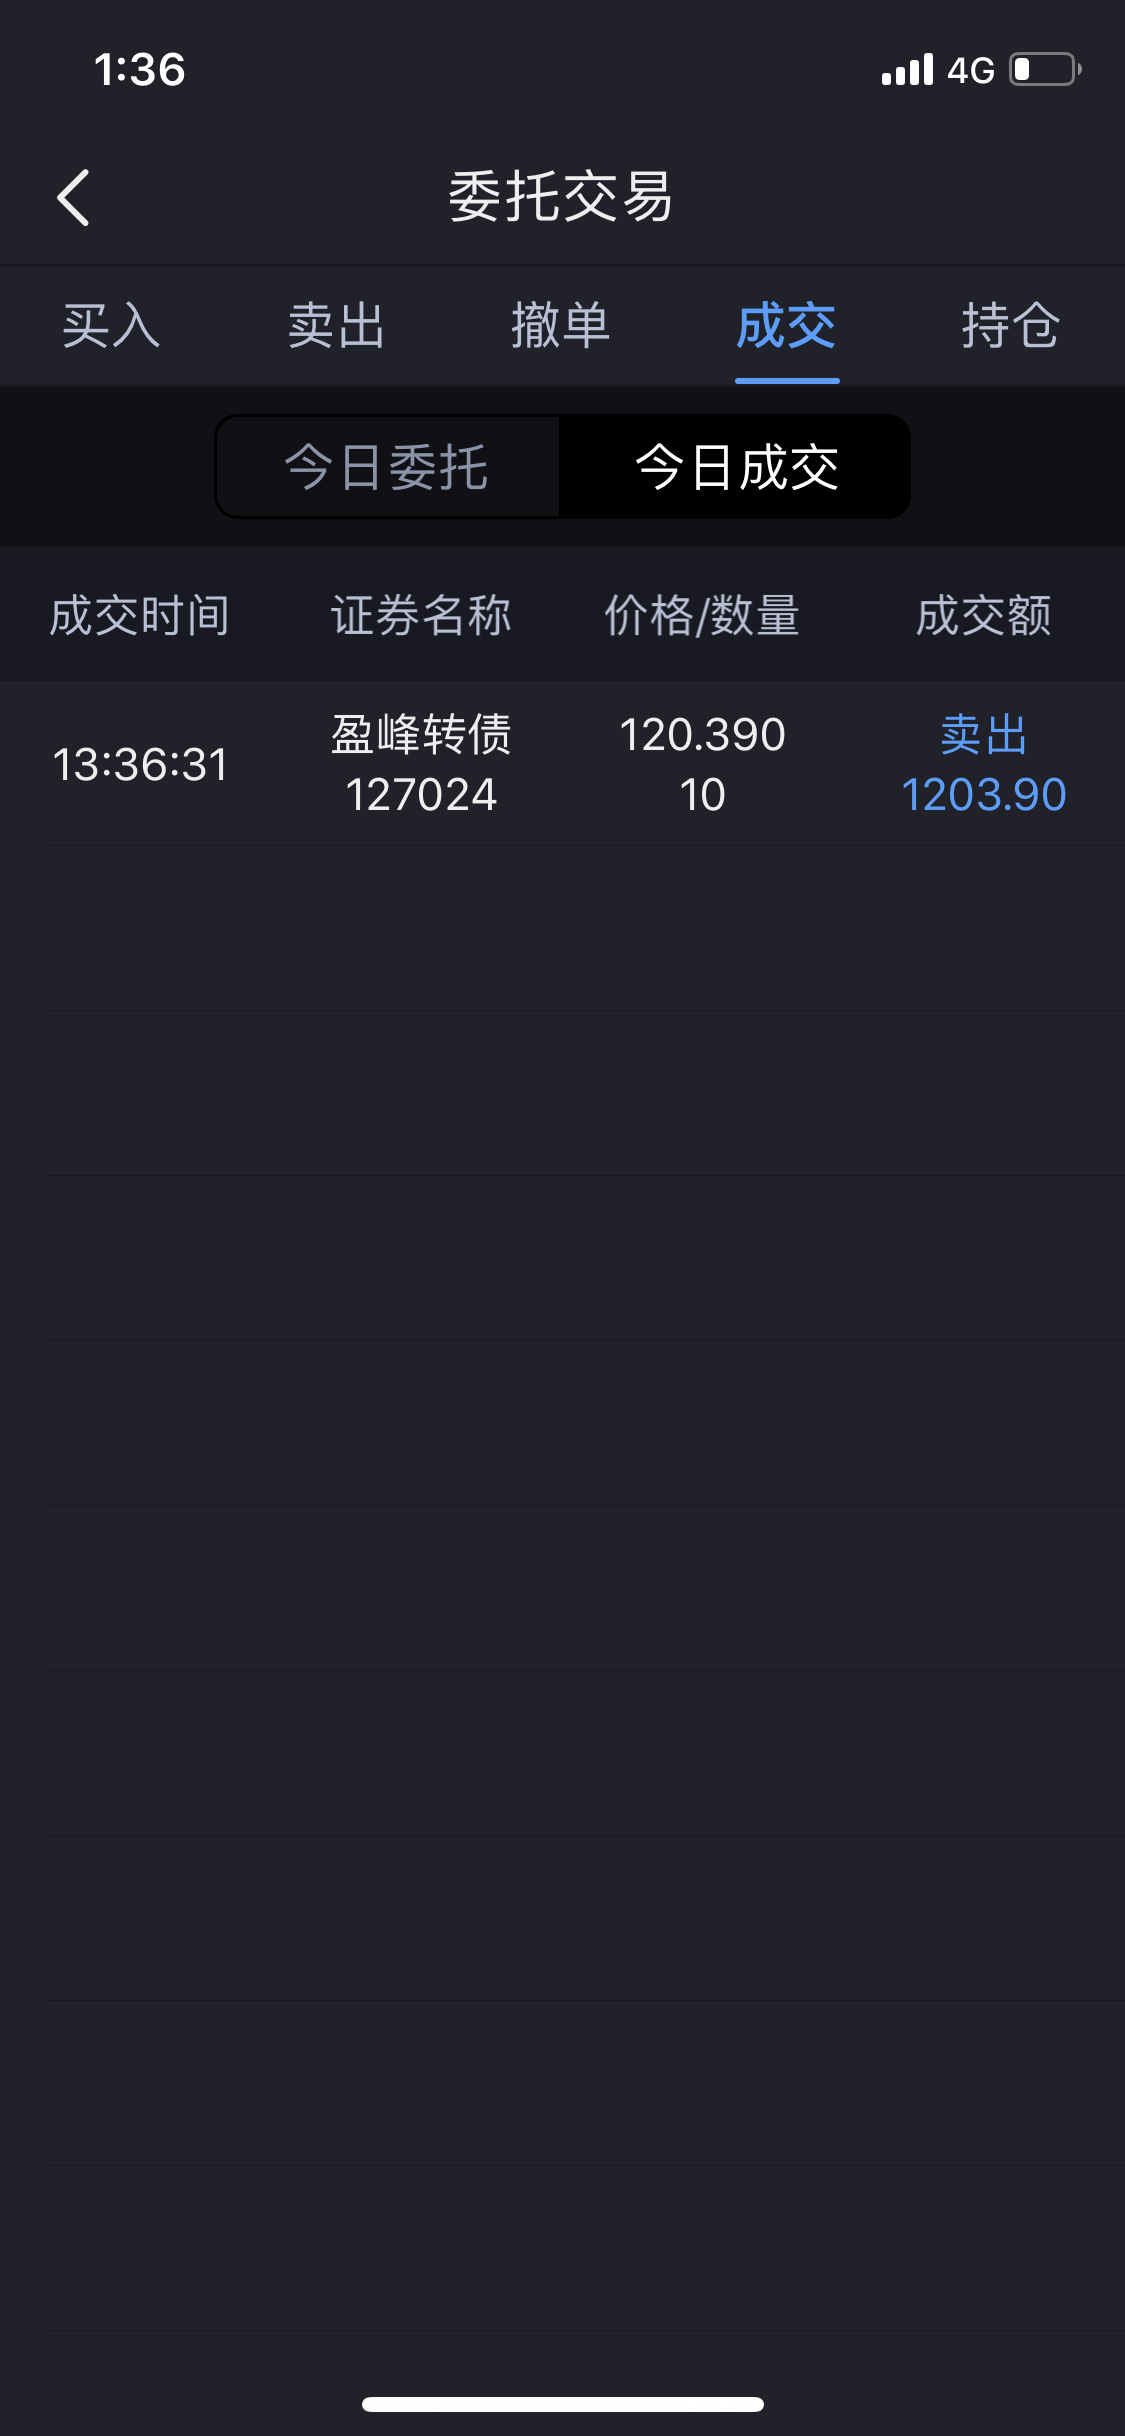 1:36 4G
委托交易
买入 卖出 撤单 成交 持仓
今日委托 今日成交
成交时间 证券名称 价格/数量 成交额
13:36:31 盈峰转债 120.390 卖出
127024 10 1203.90